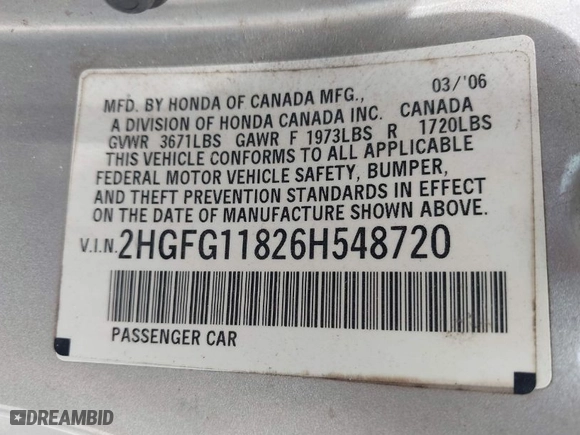 MFD. BY HONDA OF CANADA MFG., 03/'06
A DIVISION OF HONDA CANADA INC. CANADA
GVWR 3671LBS GAWR F 1973LBS R 1720LBS
THIS VEHICLE CONFORMS TO ALL APPLICABLE
FEDERAL MOTOR VEHICLE SAFETY, BUMPER,
AND THEFT PREVENTION STANDARDS IN EFFECT
ON THE DATE OF MANUFACTURE SHOWN ABOVE.
V.I.N. 2HGFG11826H548720
PASSENGER CAR
DREAMBID